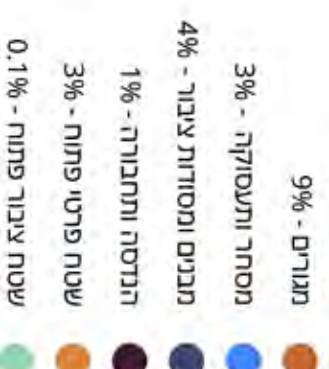 מגורים - 9%
מסחר ותעסוקה - 3%
מבנים ומוסדות ציבור - 4%
הנדסה ותחבורה - 1%
שטח פרטי פתוח - 3%
שטח ציבור פתוח - 0.1%